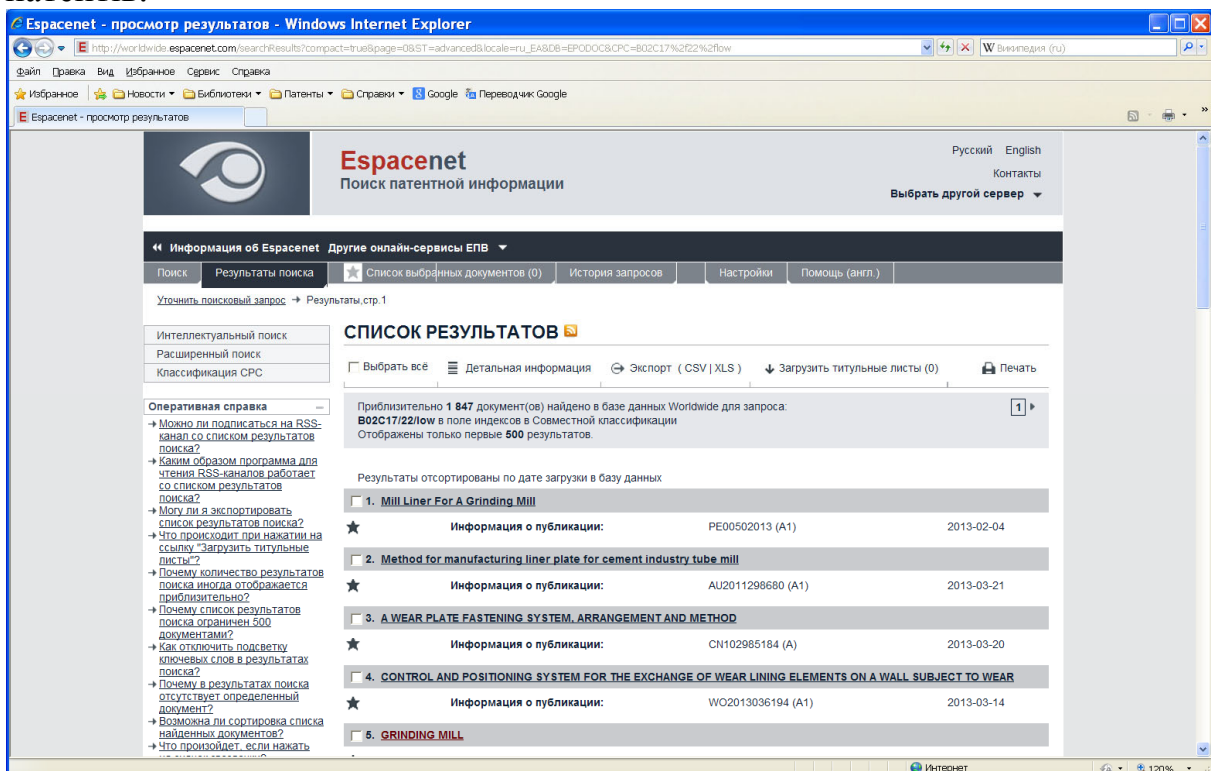 Espacenet - просмотр результатов - Windows Internet Explorer
http://worldwide.espacenet.com/searchResults?compact=true&page=0&ST=advanced&locale=ru_EA&DB=EPODOC&CPC=B02C17%2f22%2flow
Википедия (ru)
Файл Правка Вид Избранное Сервис Справка
Избранное Новости Библиотеки Патенты Справки Google Переводчик Google
Espacenet - просмотр результатов
Espacenet
Поиск патентной информации
Русский English
Контакты
Выбрать другой сервер
Информация об Espacenet Другие онлайн-сервисы ЕПВ
Поиск Результаты поиска Список выбранных документов (0) История запросов Настройки Помощь (англ.)
Уточнить поисковый запрос → Результаты,стр.1
Интеллектуальный поиск
Расширенный поиск
Классификация CPC
Оперативная справка
Можно ли подписаться на RSS-
канал со списком результатов
поиска?
Каким образом программа для
чтения RSS-каналов работает
со списком результатов
поиска?
Могу ли я экспортировать
список результатов поиска?
Что происходит при нажатии на
ссылку "Загрузить титульные
листы"?
Почему количество результатов
поиска иногда отображается
приблизительно?
Почему список результатов
поиска ограничен 500
документами?
Как отключить подсветку
ключевых слов в результатах
поиска?
Почему в результатах поиска
отсутствует определенный
документ?
Возможна ли сортировка списка
найденных документов?
Что произойдет, если нажать
СПИСОК РЕЗУЛЬТАТОВ
Выбрать всё Детальная информация Экспорт ( CSV | XLS ) Загрузить титульные листы (0) Печать
Приблизительно 1 847 документ(ов) найдено в базе данных Worldwide для запроса: 1
B02C17/22/low в поле индексов в Совместной классификации
Отображены только первые 500 результатов.
Результаты отсортированы по дате загрузки в базу данных
1. Mill Liner For A Grinding Mill
Информация о публикации: PE00502013 (A1) 2013-02-04
2. Method for manufacturing liner plate for cement industry tube mill
Информация о публикации: AU2011298680 (A1) 2013-03-21
3. A WEAR PLATE FASTENING SYSTEM, ARRANGEMENT AND METHOD
Информация о публикации: CN102985184 (A) 2013-03-20
4. CONTROL AND POSITIONING SYSTEM FOR THE EXCHANGE OF WEAR LINING ELEMENTS ON A WALL SUBJECT TO WEAR
Информация о публикации: WO2013036194 (A1) 2013-03-14
5. GRINDING MILL
Интернет 120%